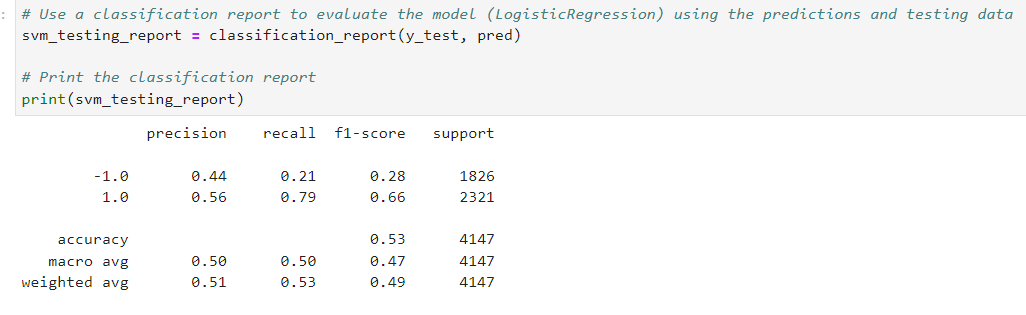 :
# Use a classification report to evaluate the model (LogisticRegression) using the predictions and testing data
svm_testing_report = classification_report(y_test, pred)
# Print the classification report
print(svm_testing_report)
precision recall f1-score support
-1.0 0.44 0.21 0.28 1826
1.0 0.56 0.79 0.66 2321
accuracy 0.53 4147
macro avg 0.50 0.50 0.47 4147
weighted avg 0.51 0.53 0.49 4147